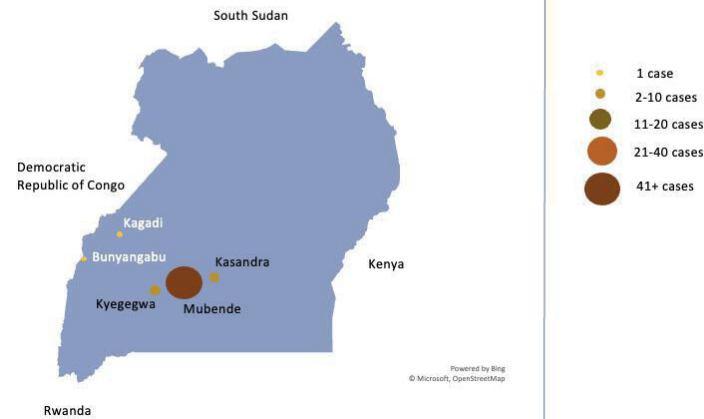 South Sudan
Democratic
Republic of Congo
Kagadi
Bunyangabu
Kasandra
Kenya
Kyegegwa
Mubende
Rwanda
Powered by Bing
© Microsoft, OpenStreetMap
1 case
2-10 cases
11-20 cases
21-40 cases
41+ cases